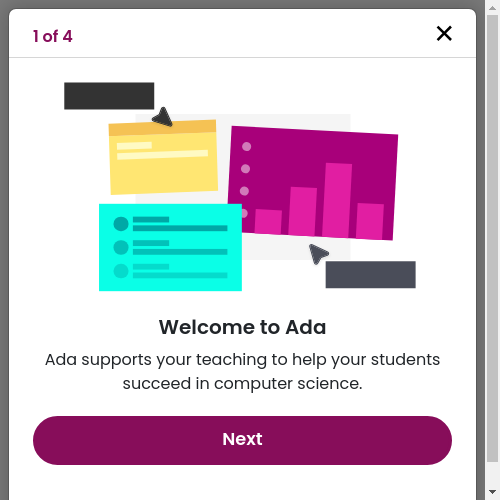 1 of 4
Welcome to Ada
Ada supports your teaching to help your students
succeed in computer science.
Next